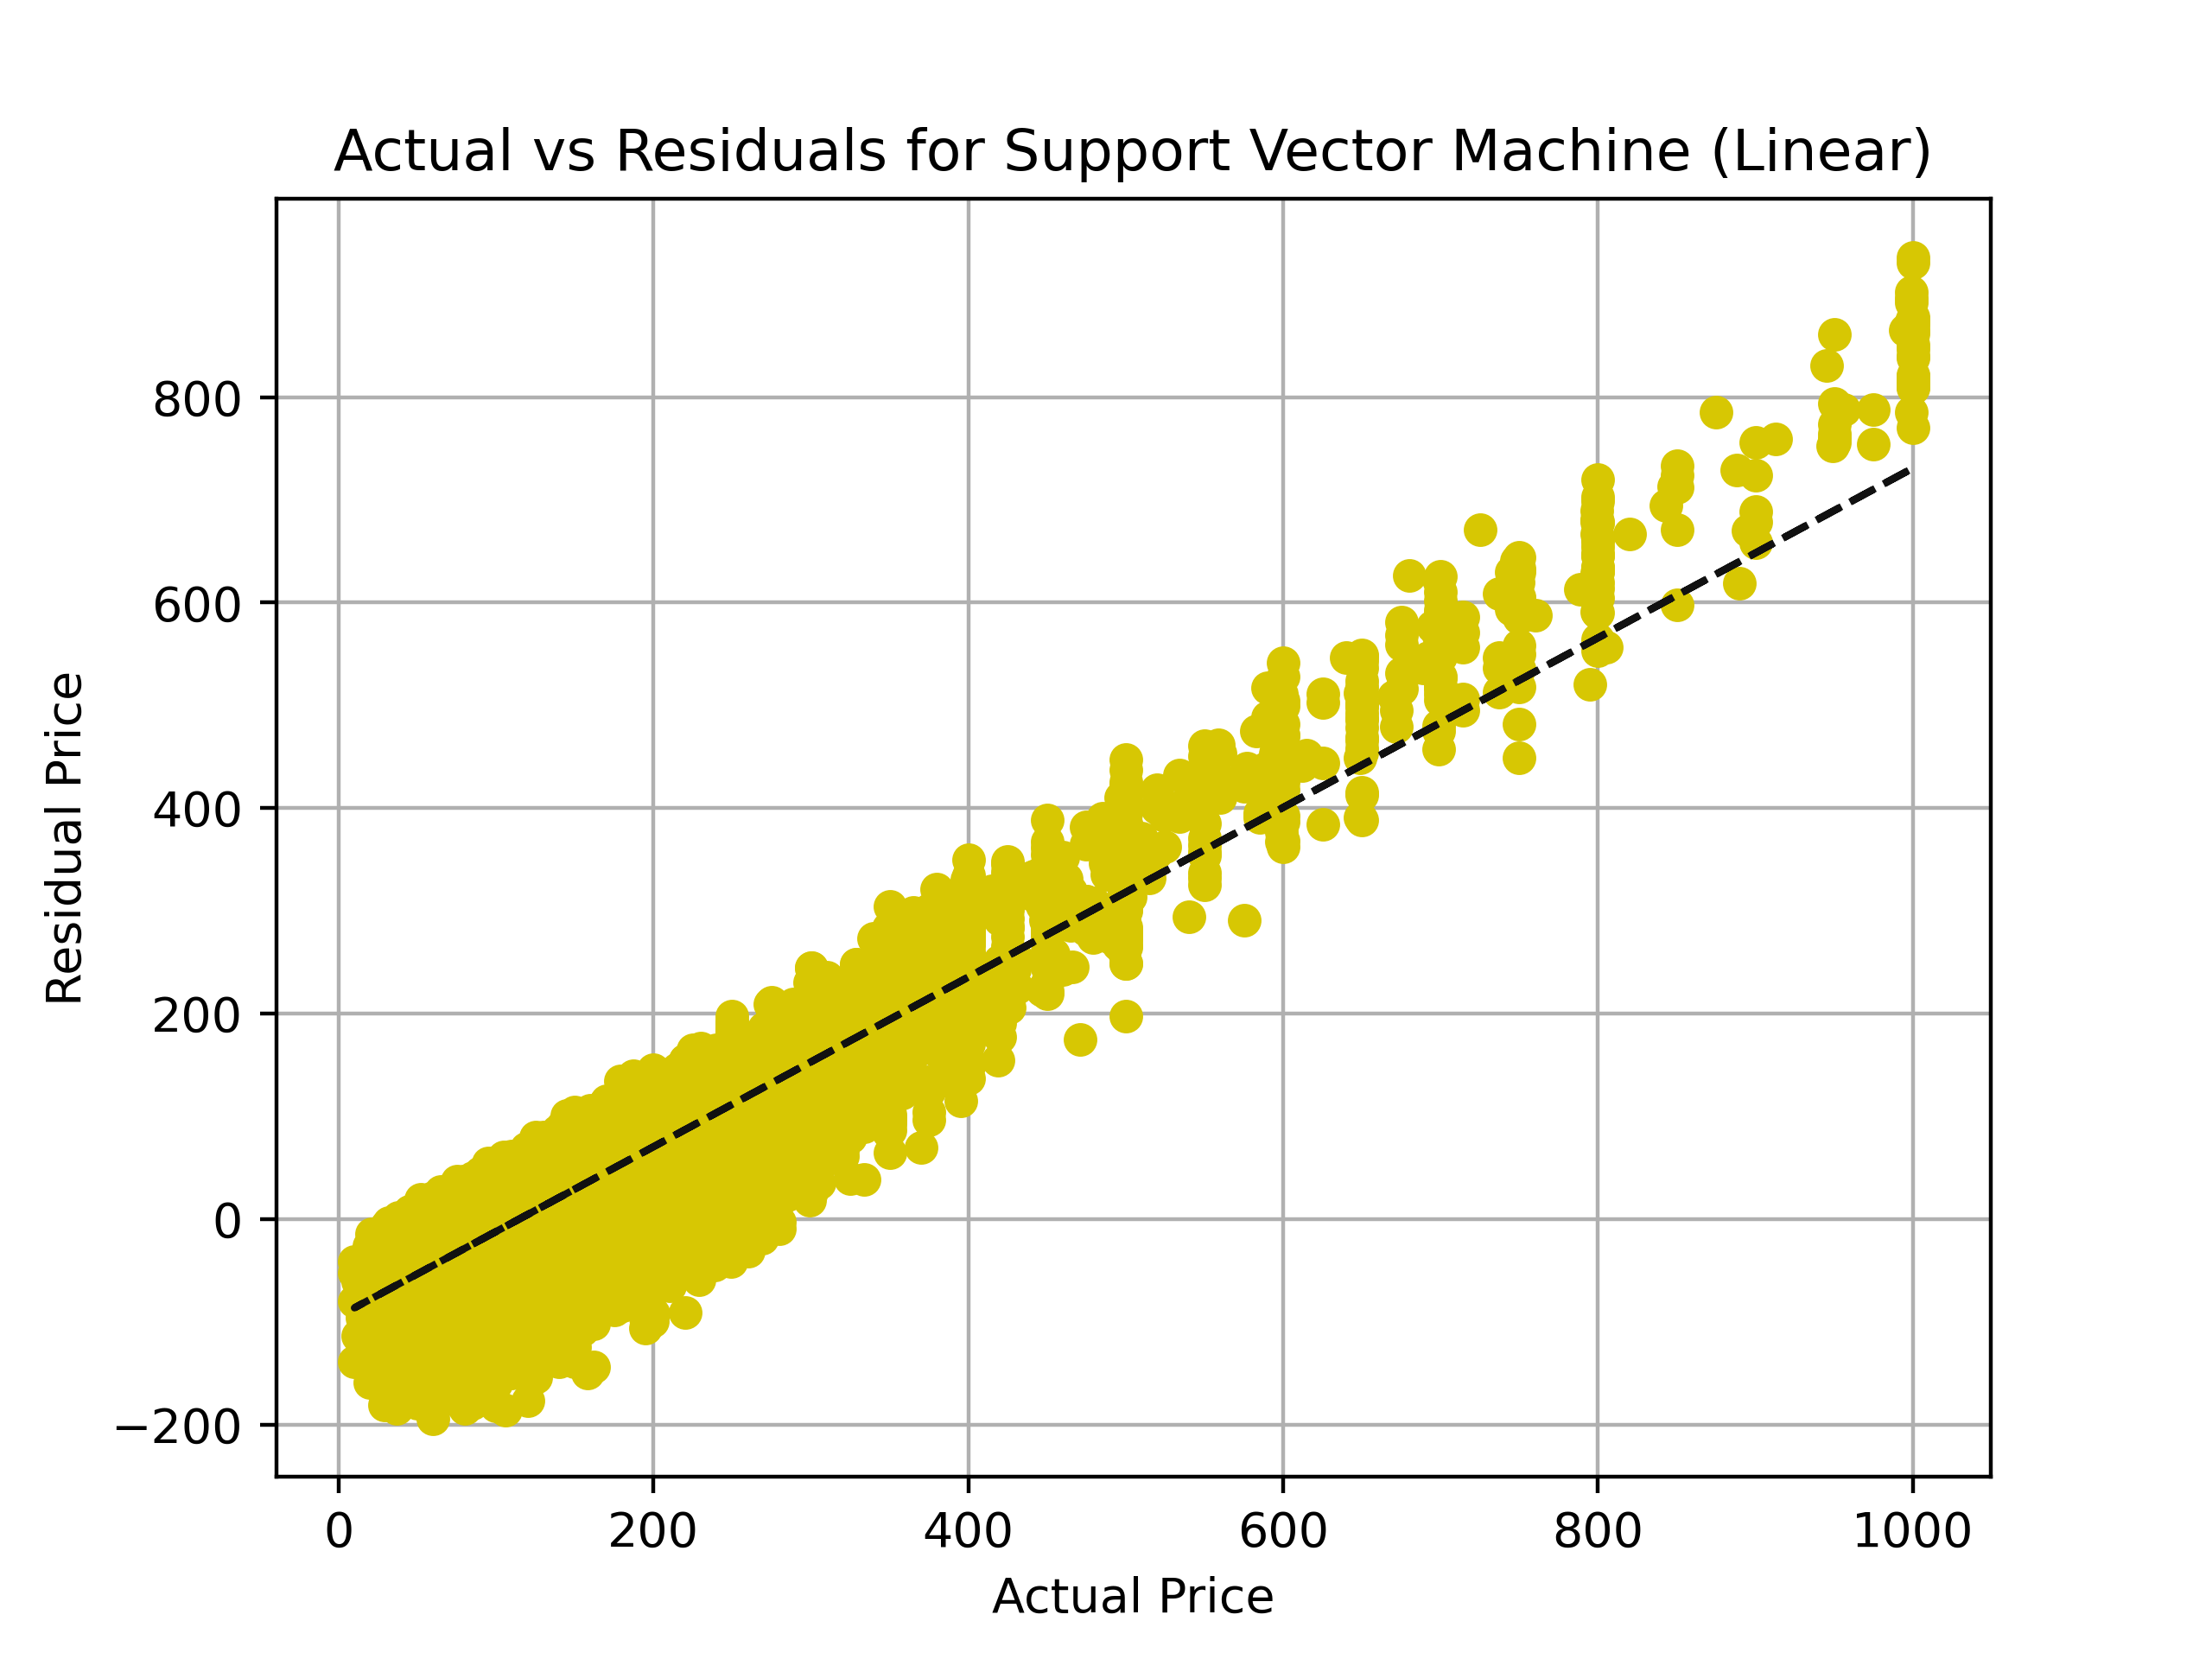 Actual vs Residuals for Support Vector Machine (Linear)
Residual Price
800
600
400
200
0
−200
0 200 400 600 800 1000
Actual Price